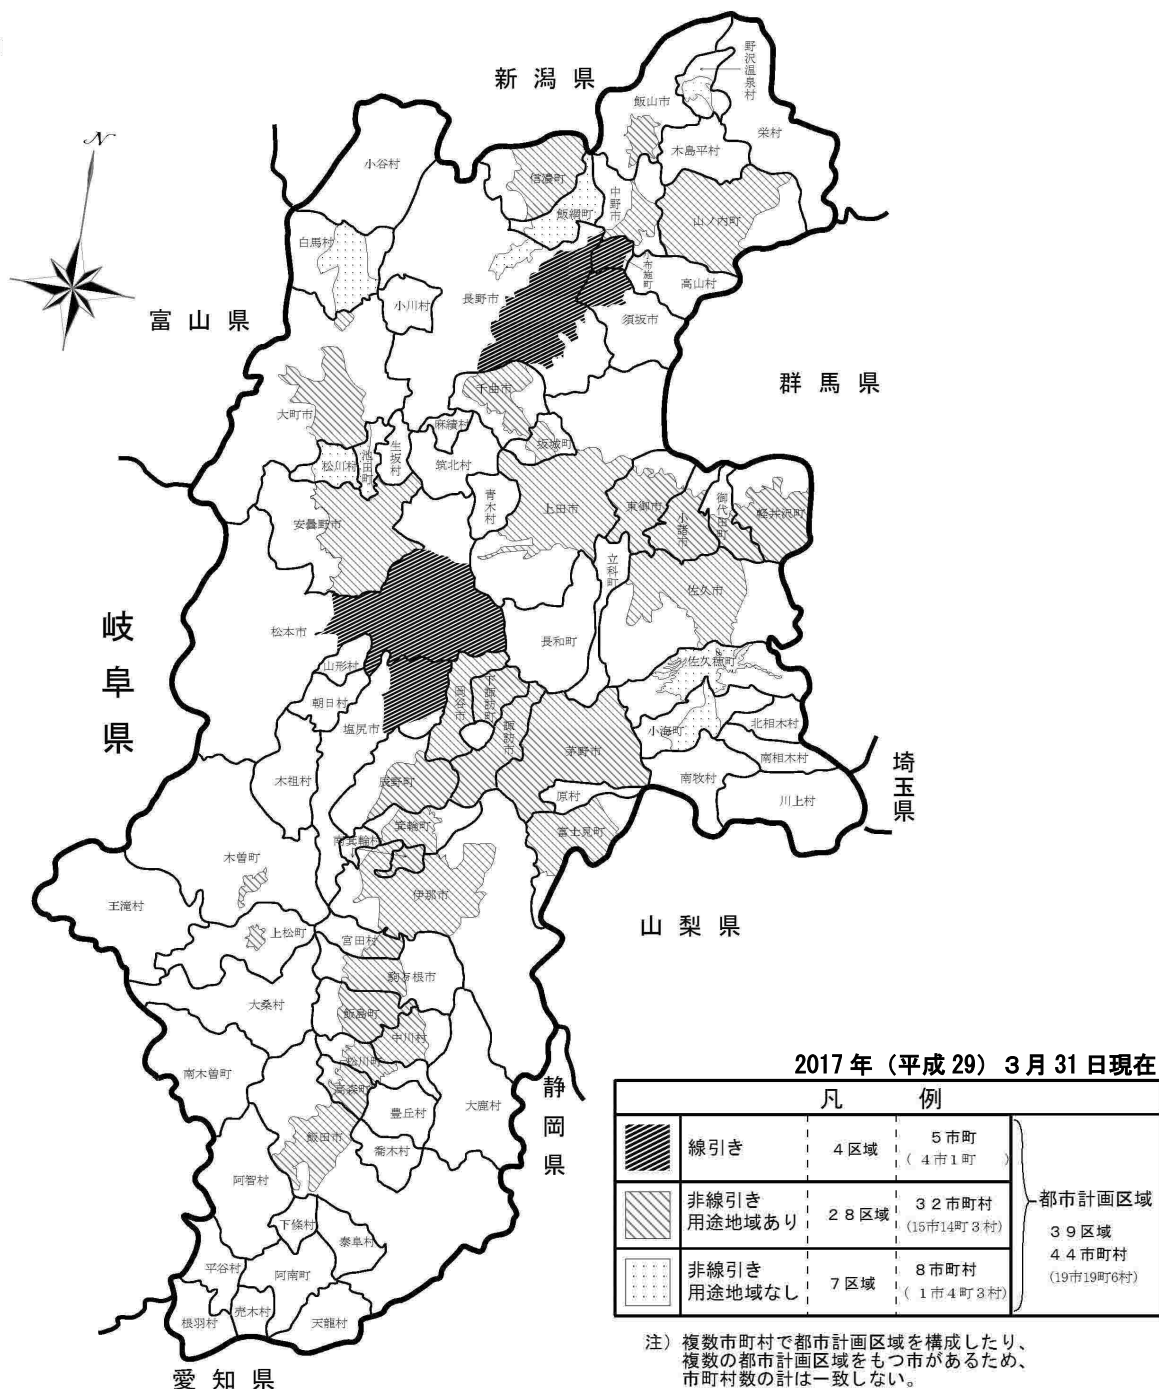 N
新潟県
野沢温泉村
飯山市
栄村
木島平村
小谷村
信濃町
中野市
飯綱町
山ノ内町
白馬村
小布施町
高山村
長野市
小川村
須坂市
富山県
群馬県
千曲市
大町市
麻績村
坂城町
生坂村
池田町
松川村
筑北村
青木村
安曇野市
上田市
東御市
小諸市
御代田町
軽井沢町
立科町
佐久市
岐阜県
松本市
長和町
佐久穂町
山形村
朝日村
塩尻市
岡谷市
下諏訪町
諏訪市
茅野市
小海町
北相木村
南相木村
埼玉県
木祖村
辰野町
原村
南牧村
川上村
箕輪町
富士見町
南箕輪村
木曽町
伊那市
王滝村
上松町
山梨県
宮田村
駒ヶ根市
大桑村
飯島町
中川村
松川町
南木曽町
高森町
豊丘村
大鹿村
静岡県
飯田市
喬木村
阿智村
下條村
泰阜村
平谷村
阿南町
売木村
根羽村
天龍村
愛知県
2017年（平成29）３月31日現在
凡 例
線引き ４区域 ５市町
（４市１町 ）
非線引き
用途地域あり ２８区域 ３２市町村
(15市14町３村)
非線引き
用途地域なし ７区域 ８市町村
（１市４町３村)
都市計画区域
３９区域
４４市町村
(19市19町6村)
注）複数市町村で都市計画区域を構成したり、
複数の都市計画区域をもつ市があるため、
市町村数の計は一致しない。